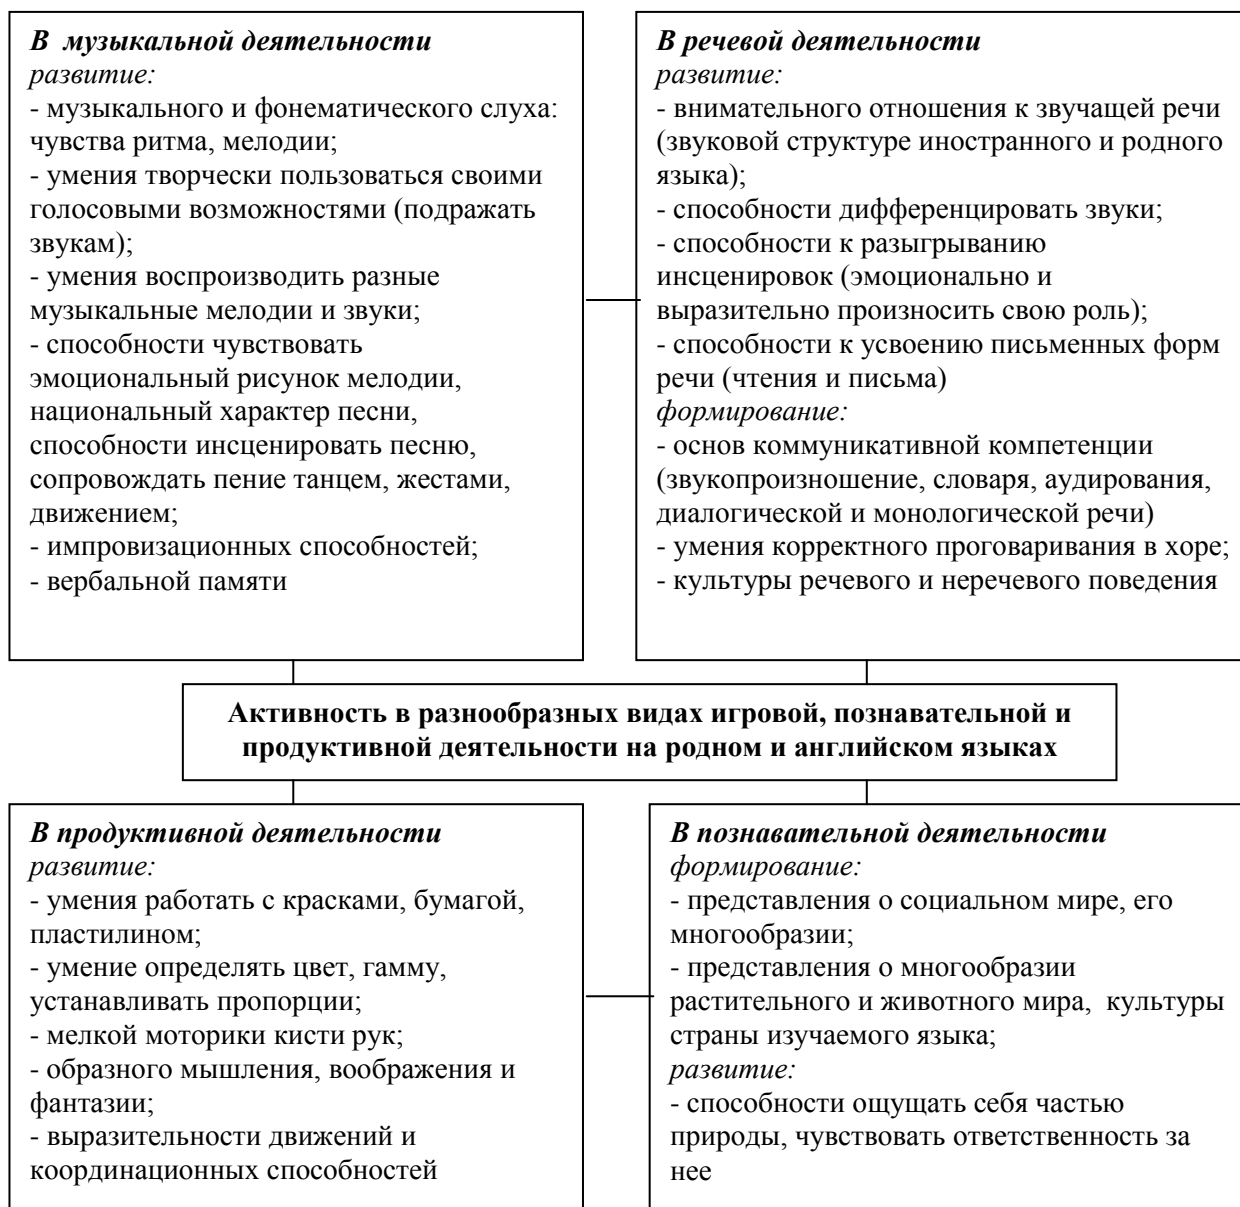 В музыкальной деятельности
развитие:
- музыкального и фонематического слуха:
чувства ритма, мелодии;
- умения творчески пользоваться своими
голосовыми возможностями (подражать
звукам);
- умения воспроизводить разные
музыкальные мелодии и звуки;
- способности чувствовать
эмоциональный рисунок мелодии,
национальный характер песни,
способности инсценировать песню,
сопровождать пение танцем, жестами,
движением;
- импровизационных способностей;
- вербальной памяти
В речевой деятельности
развитие:
- внимательного отношения к звучащей речи
(звуковой структуре иностранного и родного
языка);
- способности дифференцировать звуки;
- способности к разыгрыванию
инсценировок (эмоционально и
выразительно произносить свою роль);
- способности к усвоению письменных форм
речи (чтения и письма)
формирование:
- основ коммуникативной компетенции
(звукопроизношение, словаря, аудирования,
диалогической и монологической речи)
- умения корректного проговаривания в хоре;
- культуры речевого и неречевого поведения
Активность в разнообразных видах игровой, познавательной и
продуктивной деятельности на родном и английском языках
В продуктивной деятельности
развитие:
- умения работать с красками, бумагой,
пластилином;
- умение определять цвет, гамму,
устанавливать пропорции;
- мелкой моторики кисти рук;
- образного мышления, воображения и
фантазии;
- выразительности движений и
координационных способностей
В познавательной деятельности
формирование:
- представления о социальном мире, его
многообразии;
- представления о многообразии
растительного и животного мира, культуры
страны изучаемого языка;
развитие:
- способности ощущать себя частью
природы, чувствовать ответственность за
нее